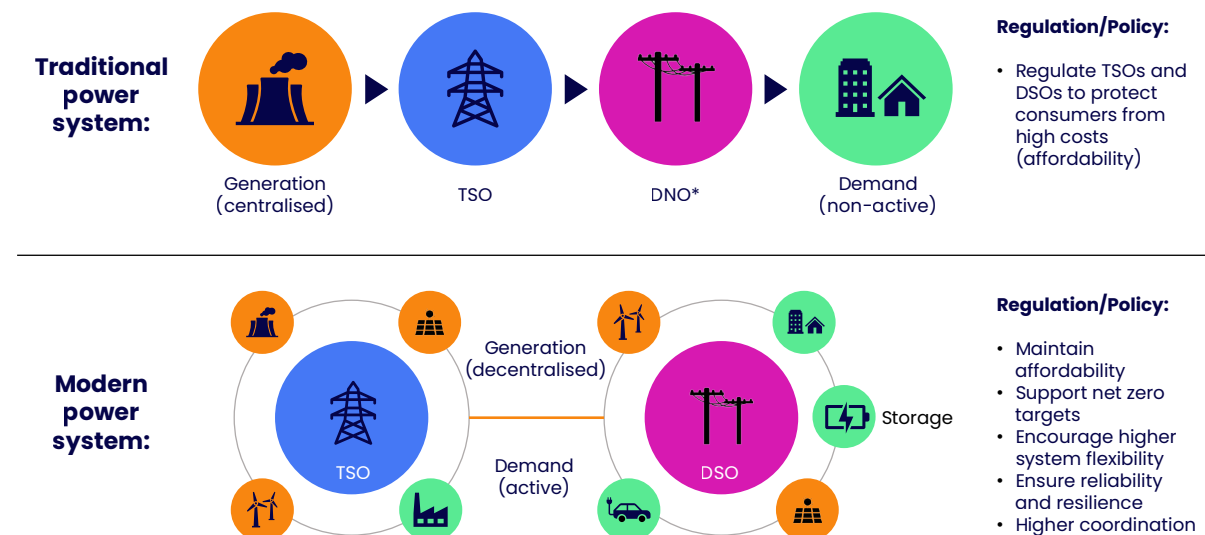 Traditional
power
system:
Generation
(centralised)
TSO
DNO*
Demand
(non-active)
Regulation/Policy:
• Regulate TSOs and
DSOs to protect
consumers from
high costs
(affordability)
Modern
power
system:
TSO
Generation
(decentralised)
Demand
(active)
DSO
Storage
Regulation/Policy:
• Maintain
affordability
• Support net zero
targets
• Encourage higher
system flexibility
• Ensure reliability
and resilience
• Higher coordination